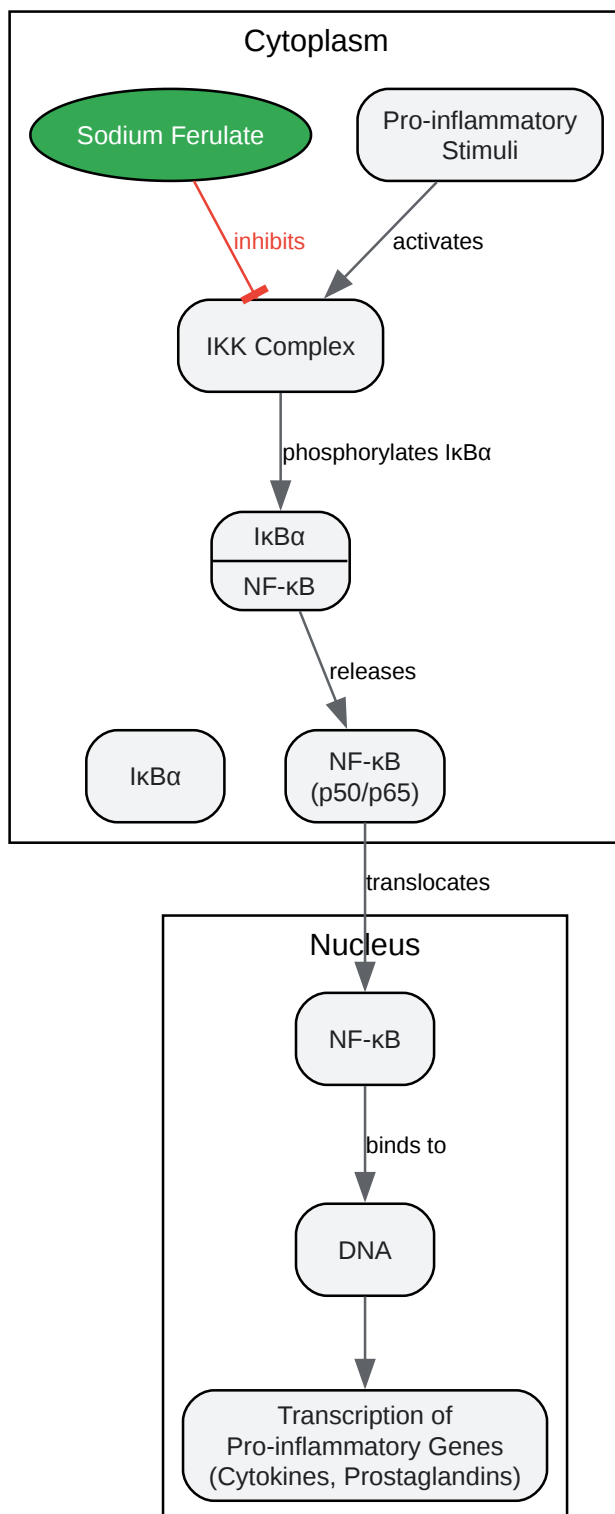 Cytoplasm
Sodium Ferulate
Pro-inflammatory
Stimuli
inhibits
activates
IKK Complex
phosphorylates IκBα
IκBα
NF-κB
releases
IκBα
NF-κB
(p50/p65)
translocates
Nucleus
NF-κB
binds to
DNA
Transcription of
Pro-inflammatory Genes
(Cytokines, Prostaglandins)